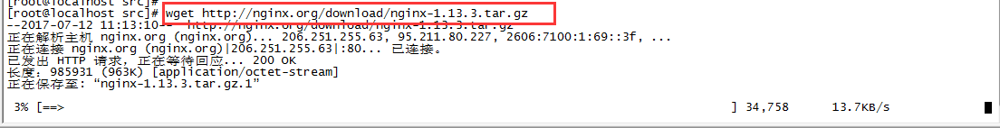 [root@localhost src]#
[root@localhost src]# wget http://nginx.org/download/nginx-1.13.3.tar.gz
--2017-07-12 11:13:10-- http://nginx.org/download/nginx-1.13.3.tar.gz
正在解析主机 nginx.org (nginx.org)... 206.251.255.63, 95.211.80.227, 2606:7100:1:69::3f, ...
正在连接 nginx.org (nginx.org)|206.251.255.63|:80... 已连接。
已发出 HTTP 请求，正在等待回应... 200 OK
长度：985931 (963K) [application/octet-stream]
正在保存至: “nginx-1.13.3.tar.gz.1”
3% [==> ] 34,758 13.7KB/s